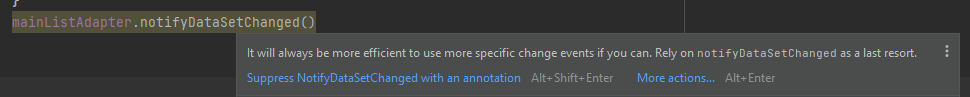 }
mainListAdapter.notifyDataSetChanged()
It will always be more efficient to use more specific change events if you can. Rely on notifyDataSetChanged as a last resort.
Suppress NotifyDataSetChanged with an annotation Alt+Shift+Enter More actions... Alt+Enter